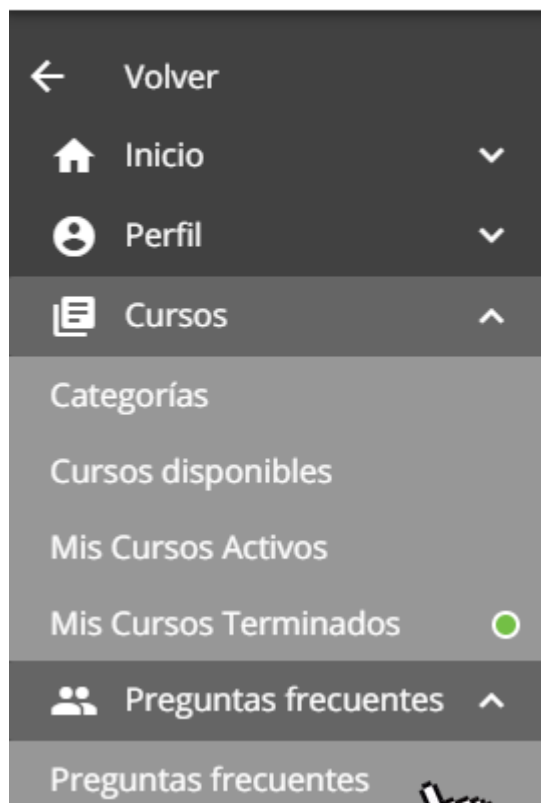 Volver
Inicio
Perfil
Cursos
Categorías
Cursos disponibles
Mis Cursos Activos
Mis Cursos Terminados
Preguntas frecuentes
Preguntas frecuentes